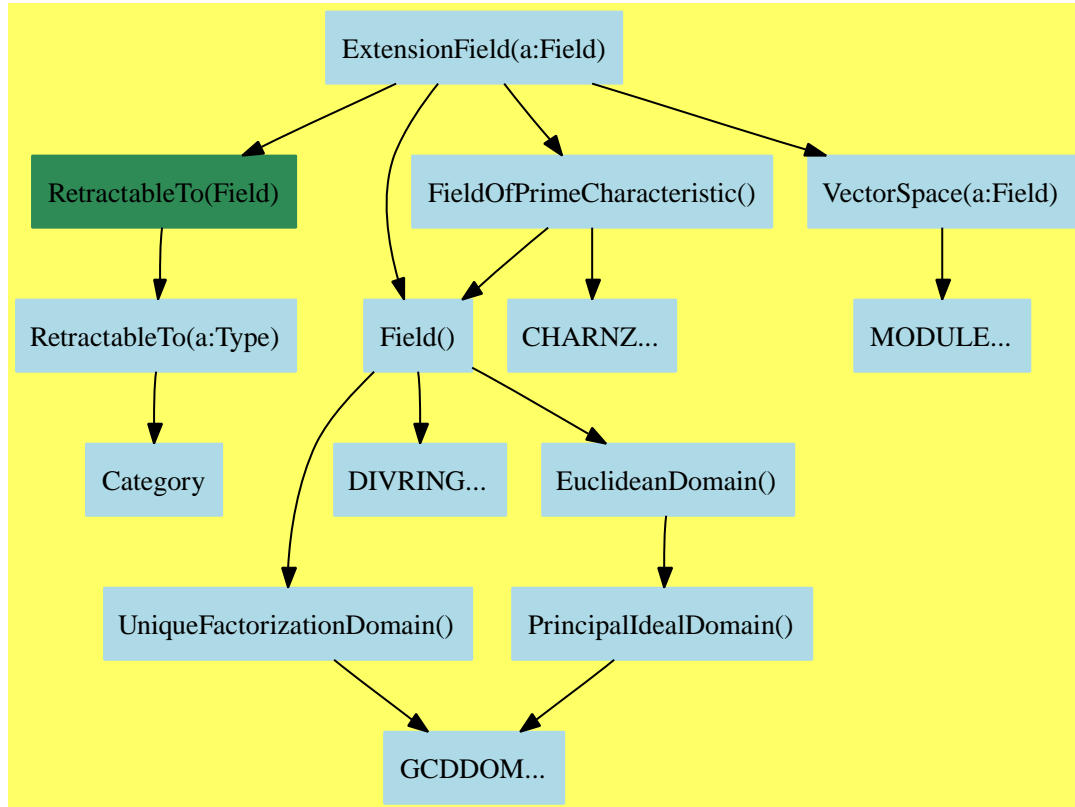 ExtensionField(a:Field)
RetractableTo(Field)
FieldOfPrimeCharacteristic()
VectorSpace(a:Field)
RetractableTo(a:Type)
Field()
CHARNZ...
MODULE...
Category
DIVRING...
EuclideanDomain()
UniqueFactorizationDomain()
PrincipalIdealDomain()
GCDDOM...